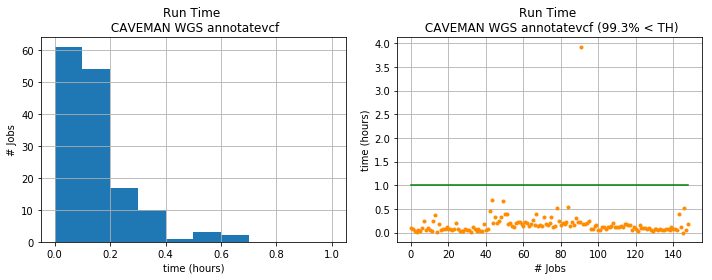 Run Time
CAVEMAN WGS annotatevcf
# Jobs
60
50
40
30
20
10
0
0.0 0.2 0.4 0.6 0.8 1.0
time (hours)
Run Time
CAVEMAN WGS annotatevcf (99.3% < TH)
time (hours)
4.0
3.5
3.0
2.5
2.0
1.5
1.0
0.5
0.0
0 20 40 60 80 100 120 140
# Jobs